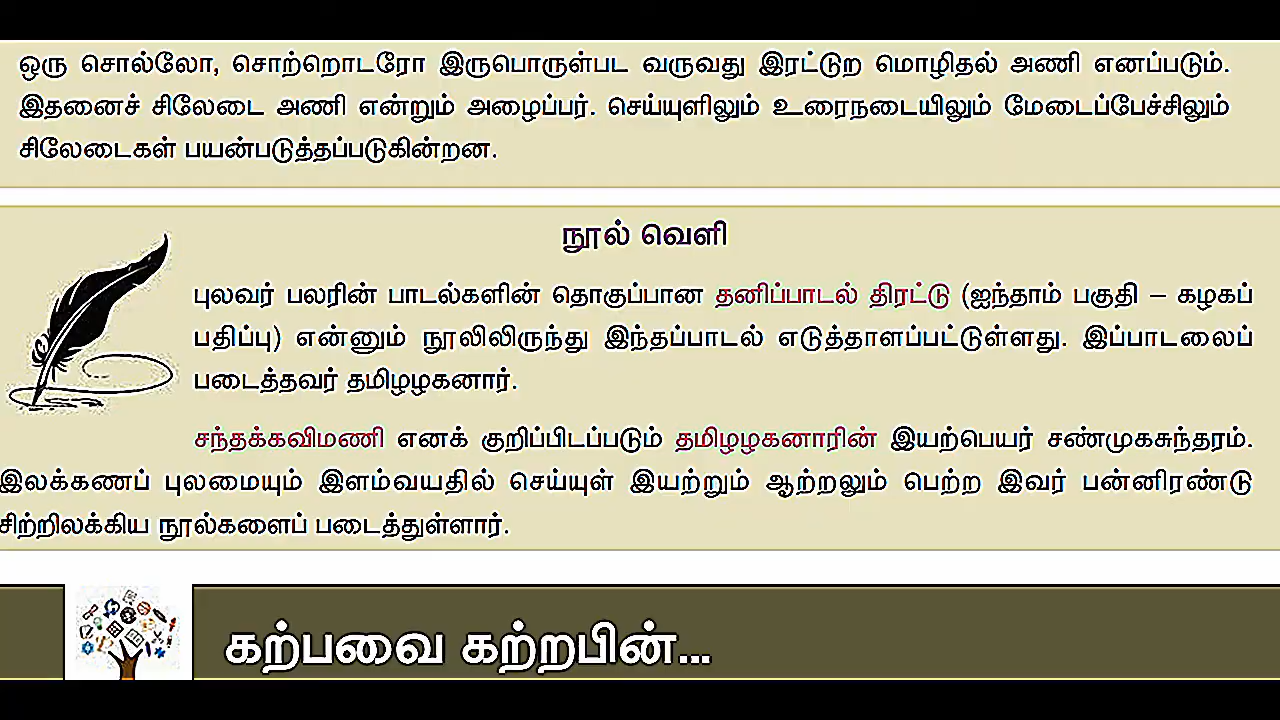 ஒரு சொல்லோ, சொற்றொடரோ இருபொருள்பட வருவது இரட்டுற மொழிதல் அணி எனப்படும்.
இதனைச் சிலேடை அணி என்றும் அழைப்பர். செய்யுளிலும் உரைநடையிலும் மேடைப்பேச்சிலும்
சிலேடைகள் பயன்படுத்தப்படுகின்றன.
நூல் வெளி
புலவர் பலரின் பாடல்களின் தொகுப்பான தனிப்பாடல் திரட்டு (ஐந்தாம் பகுதி – கழகப்
பதிப்பு) என்னும் நூலிலிருந்து இந்தப்பாடல் எடுத்தாளப்பட்டுள்ளது. இப்பாடலைப்
படைத்தவர் தமிழழகனார்.
சந்தக்கவிமணி எனக் குறிப்பிடப்படும் தமிழழகனாரின் இயற்பெயர் சண்முகசுந்தரம்.
இலக்கணப் புலமையும் இளம்வயதில் செய்யுள் இயற்றும் ஆற்றலும் பெற்ற இவர் பன்னிரண்டு
சிற்றிலக்கிய நூல்களைப் படைத்துள்ளார்.
கற்பவை கற்றபின்...